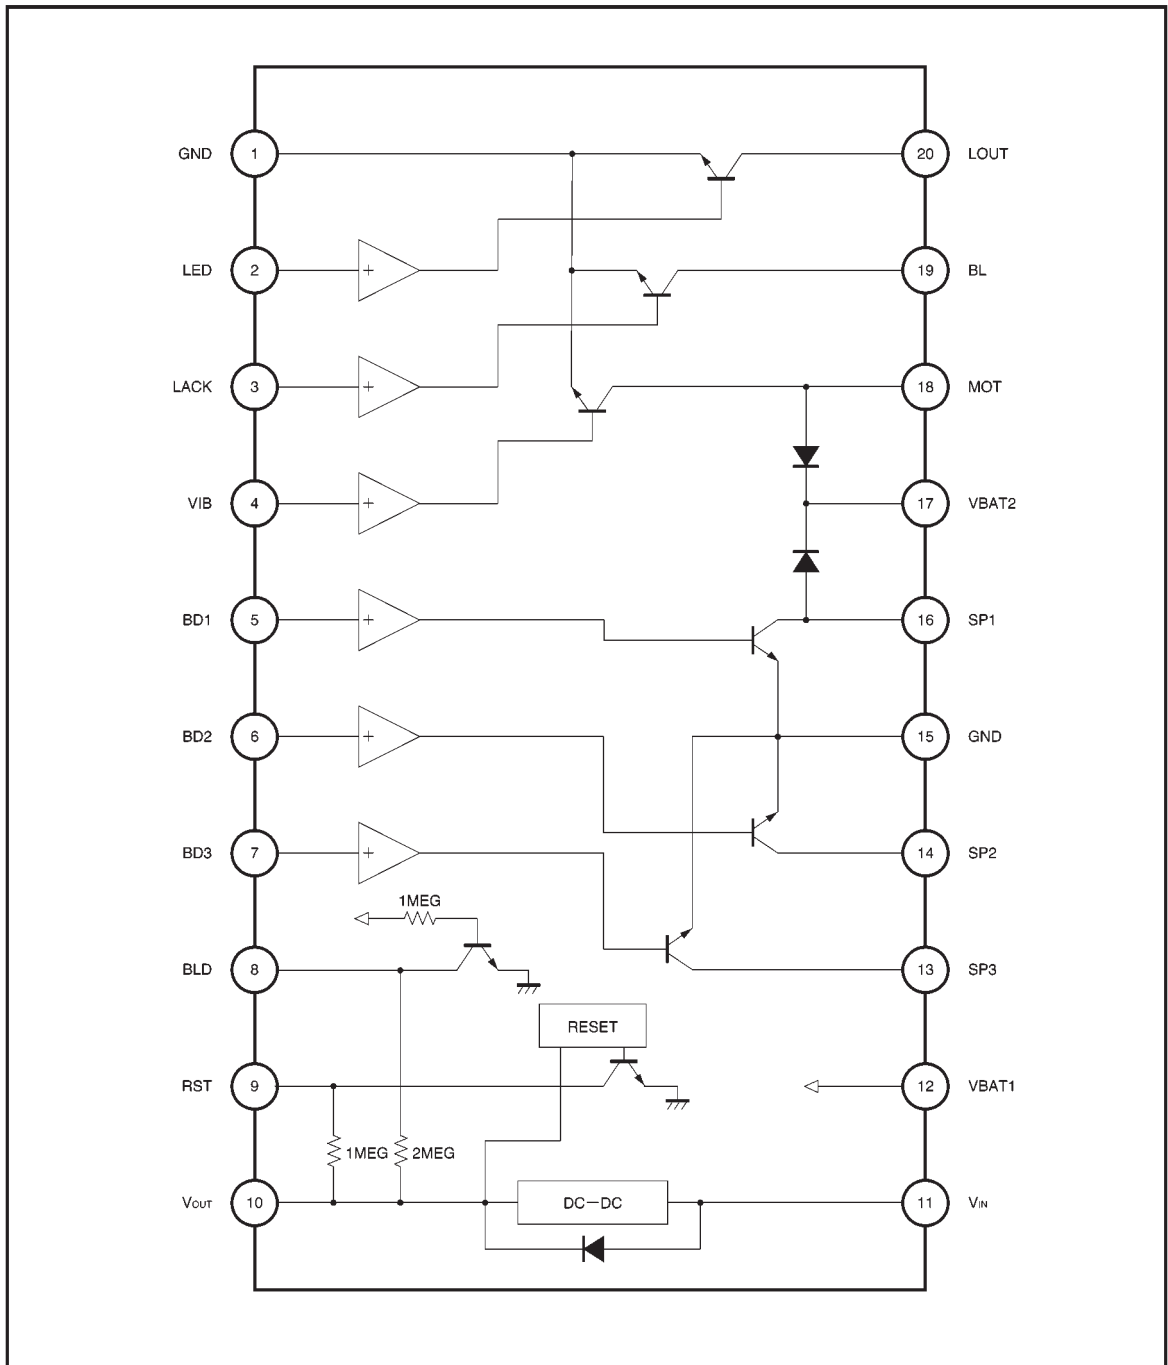 GND 1 20 LOUT
LED 2 + 19 BL
LACK 3 + 18 MOT
VIB 4 + 17 VBAT2
BD1 5 + 16 SP1
BD2 6 + 15 GND
BD3 7 + 14 SP2
1MEG
BLD 8 13 SP3
RESET
RST 9 12 VBAT1
1MEG 2MEG
VOUT 10 DC-DC 11 VIN